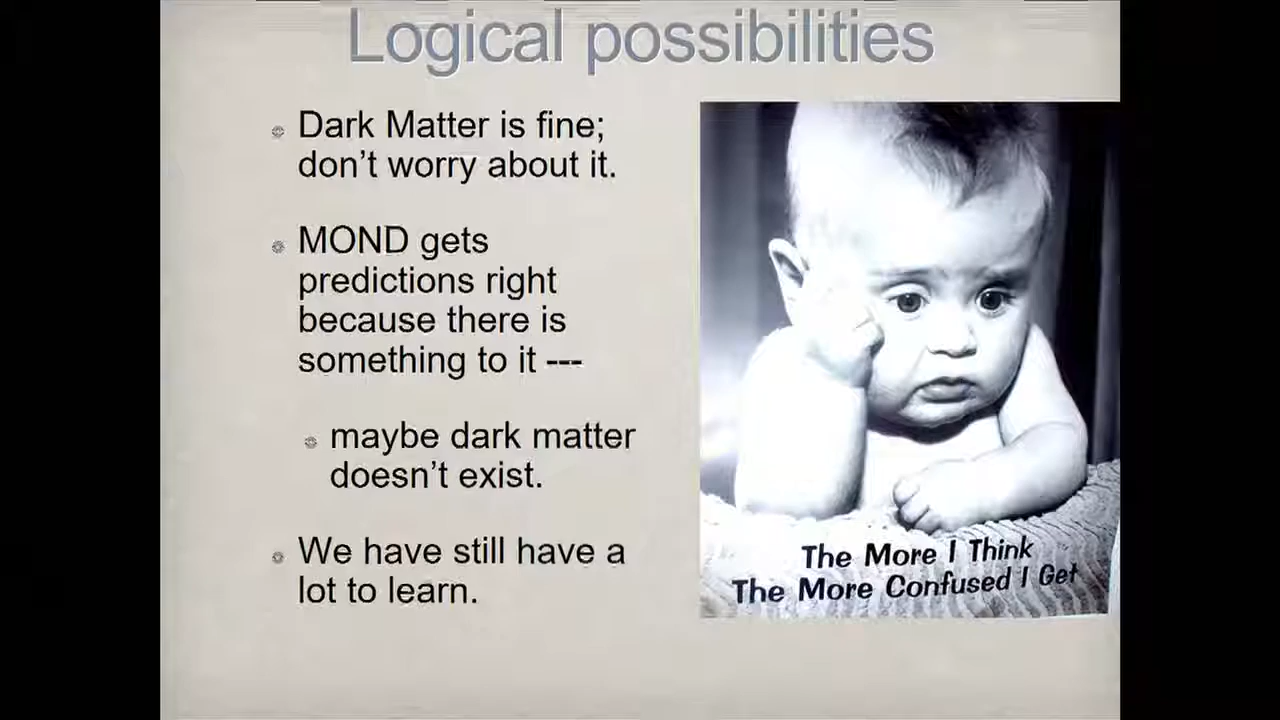 Logical possibilities
Dark Matter is fine;
don’t worry about it.
MOND gets
predictions right
because there is
something to it ---
maybe dark matter
doesn’t exist.
We have still have a
lot to learn.
The More I Think
The More Confused I Get